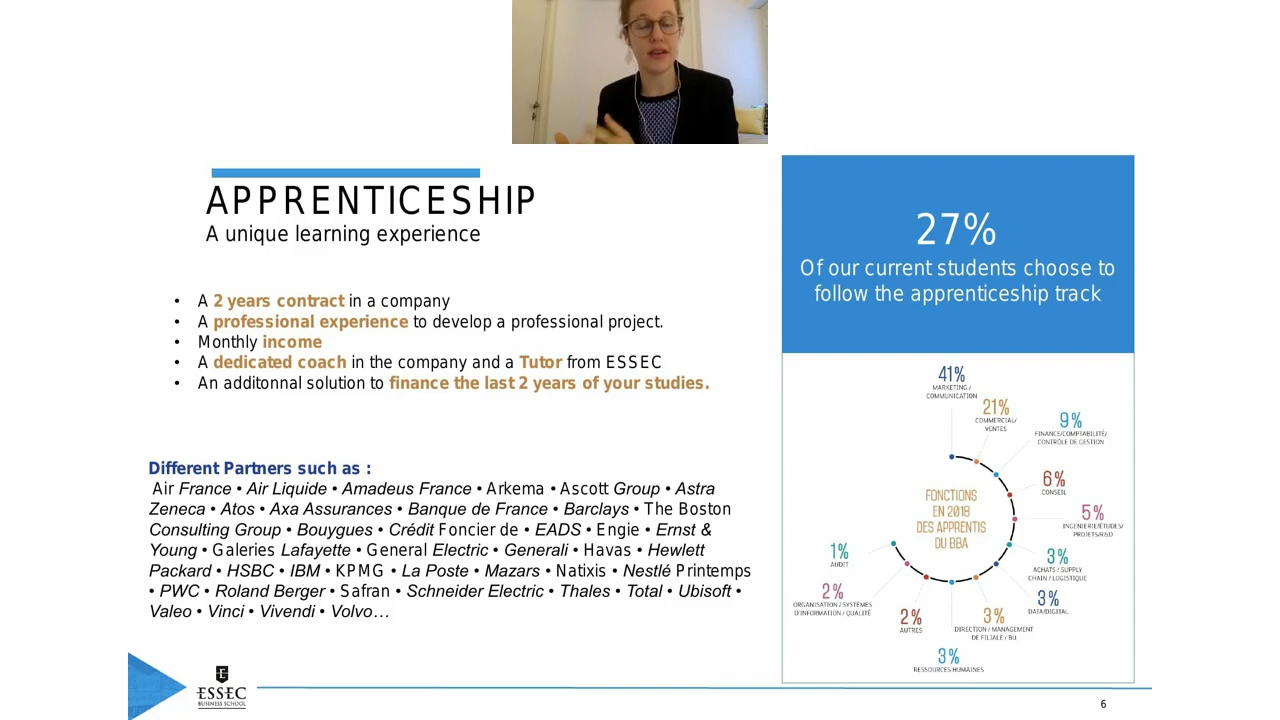 APPRENTICESHIP
A unique learning experience
• A 2 years contract in a company
• A professional experience to develop a professional project.
• Monthly income
• A dedicated coach in the company and a Tutor from ESSEC
• An additonnal solution to finance the last 2 years of your studies.
Different Partners such as :
Air France • Air Liquide • Amadeus France • Arkema • Ascott Group • Astra
Zeneca • Atos • Axa Assurances • Banque de France • Barclays • The Boston
Consulting Group • Bouygues • Crédit Foncier de • EADS • Engie • Ernst &
Young • Galeries Lafayette • General Electric • Generali • Havas • Hewlett
Packard • HSBC • IBM • KPMG • La Poste • Mazars • Natixis • Nestlé Printemps
• PWC • Roland Berger • Safran • Schneider Electric • Thales • Total • Ubisoft •
Valeo • Vinci • Vivendi • Volvo…
27%
Of our current students choose to
follow the apprenticeship track
41%
MARKETING /
COMMUNICATION
21%
COMMERCIAL/
VENTES
9%
FINANCE/COMPTABILITÉ/
CONTRÔLE DE GESTION
6%
CONSEIL
5%
INGENIERIE/ÉTUDES/
PROJETS/R&D
3%
ACHATS / SUPPLY
CHAIN / LOGISTIQUE
3%
DATA/DIGITAL
3%
DIRECTION / MANAGEMENT
DE FILIALE / BU
3%
RESSOURCES HUMAINES
2%
AUTRES
2%
ORGANISATION / SYSTÈMES
D'INFORMATION / QUALITÉ
1%
AUDIT
FONCTIONS
EN 2018
DES APPRENTIS
DU BBA
ESSEC
BUSINESS SCHOOL
6